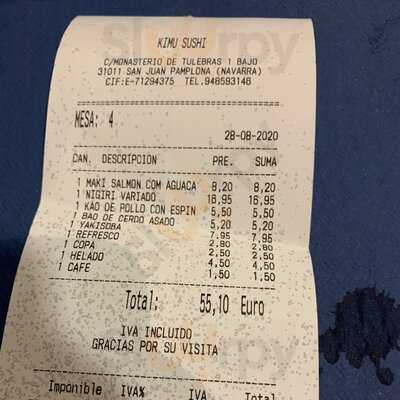 KIMU SUSHI
C/MONASTERIO DE TULEBRAS 1 BAJO
31011 SAN JUAN PAMPLONA (NAVARRA)
CIF:E-71294375 TEL.948593148
MESA: 4
28-08-2020
CAN. DESCRIPCION PRE. SUMA
1 MAKI SALMON COM AGUACA 8,20 8,20
1 NIGIRI VARIADO 16,95 16,95
1 KAO DE POLLO CON ESPIN 5,50 5,50
1 BAO DE CERDO ASADO 5,20 5,20
1 YAKISOBA 7,95 7,95
1 REFRESCO 2,80 2,80
1 COPA 2,50 2,50
1 HELADO 4,50 4,50
1 CAFE 1,50 1,50
Total: 55,10 Euro
IVA INCLUIDO
GRACIAS POR SU VISITA
Imponible IVA% IVA Total